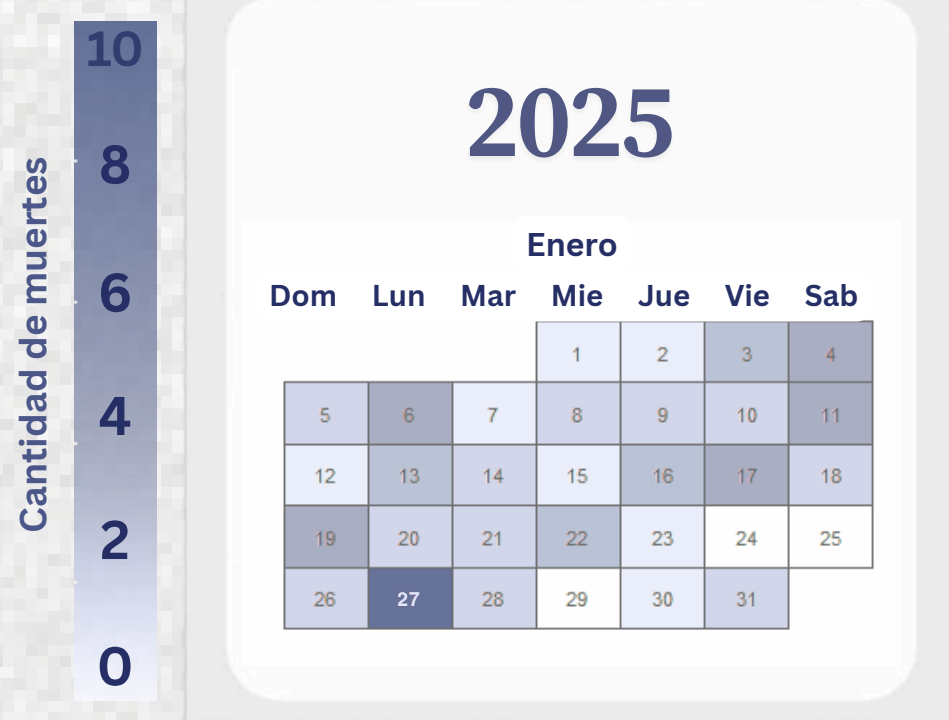 10
8
6
4
2
0
Cantidad de muertes
2025
Enero
Dom Lun Mar Mie Jue Vie Sab
1 2 3 4
5 6 7 8 9 10 11
12 13 14 15 16 17 18
19 20 21 22 23 24 25
26 27 28 29 30 31